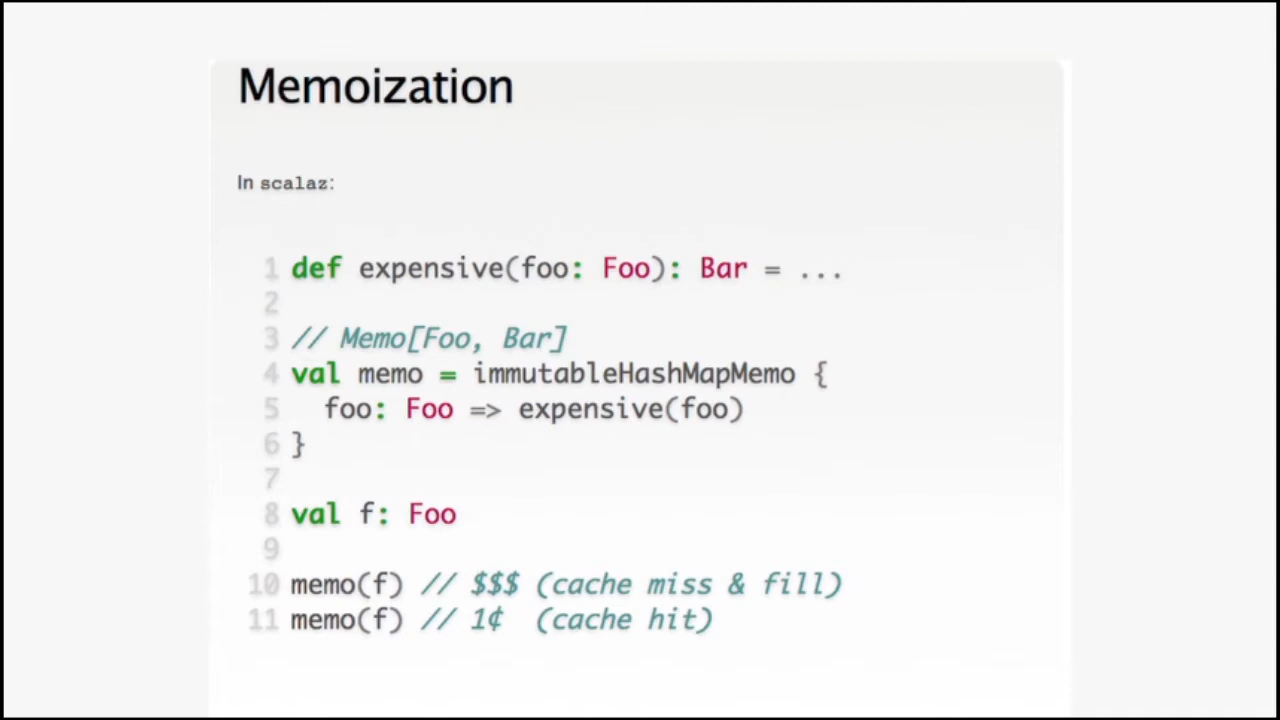 Memoization
In scalaz:
1 def expensive(foo: Foo): Bar = ...
2
3 // Memo[Foo, Bar]
4 val memo = immutableHashMapMemo {
5   foo: Foo => expensive(foo)
6 }
7
8 val f: Foo
9
10 memo(f) // $$$ (cache miss & fill)
11 memo(f) // 1¢  (cache hit)